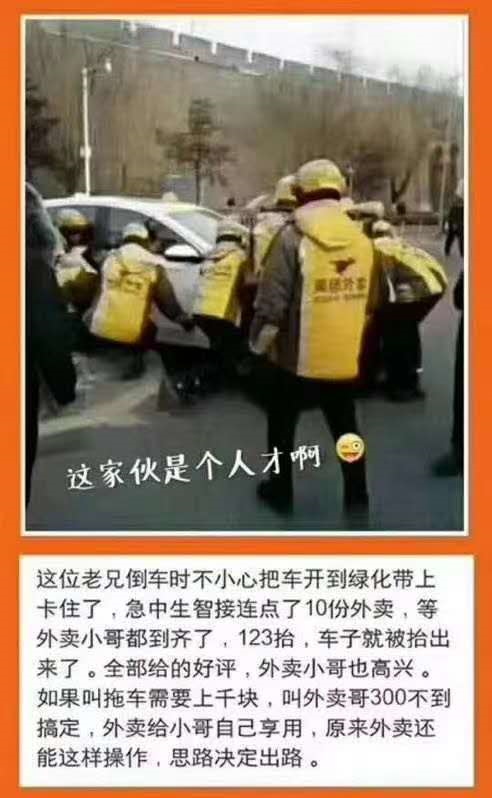 美团外卖
这家伙是个人才啊
这位老兄倒车时不小心把车开到绿化带上
卡住了，急中生智接连点了10份外卖，等
外卖小哥都到齐了，123抬，车子就被抬出
来了。全部给的好评，外卖小哥也高兴。
如果叫拖车需要上千块，叫外卖哥300不到
搞定，外卖给小哥自己享用，原来外卖还
能这样操作，思路决定出路。